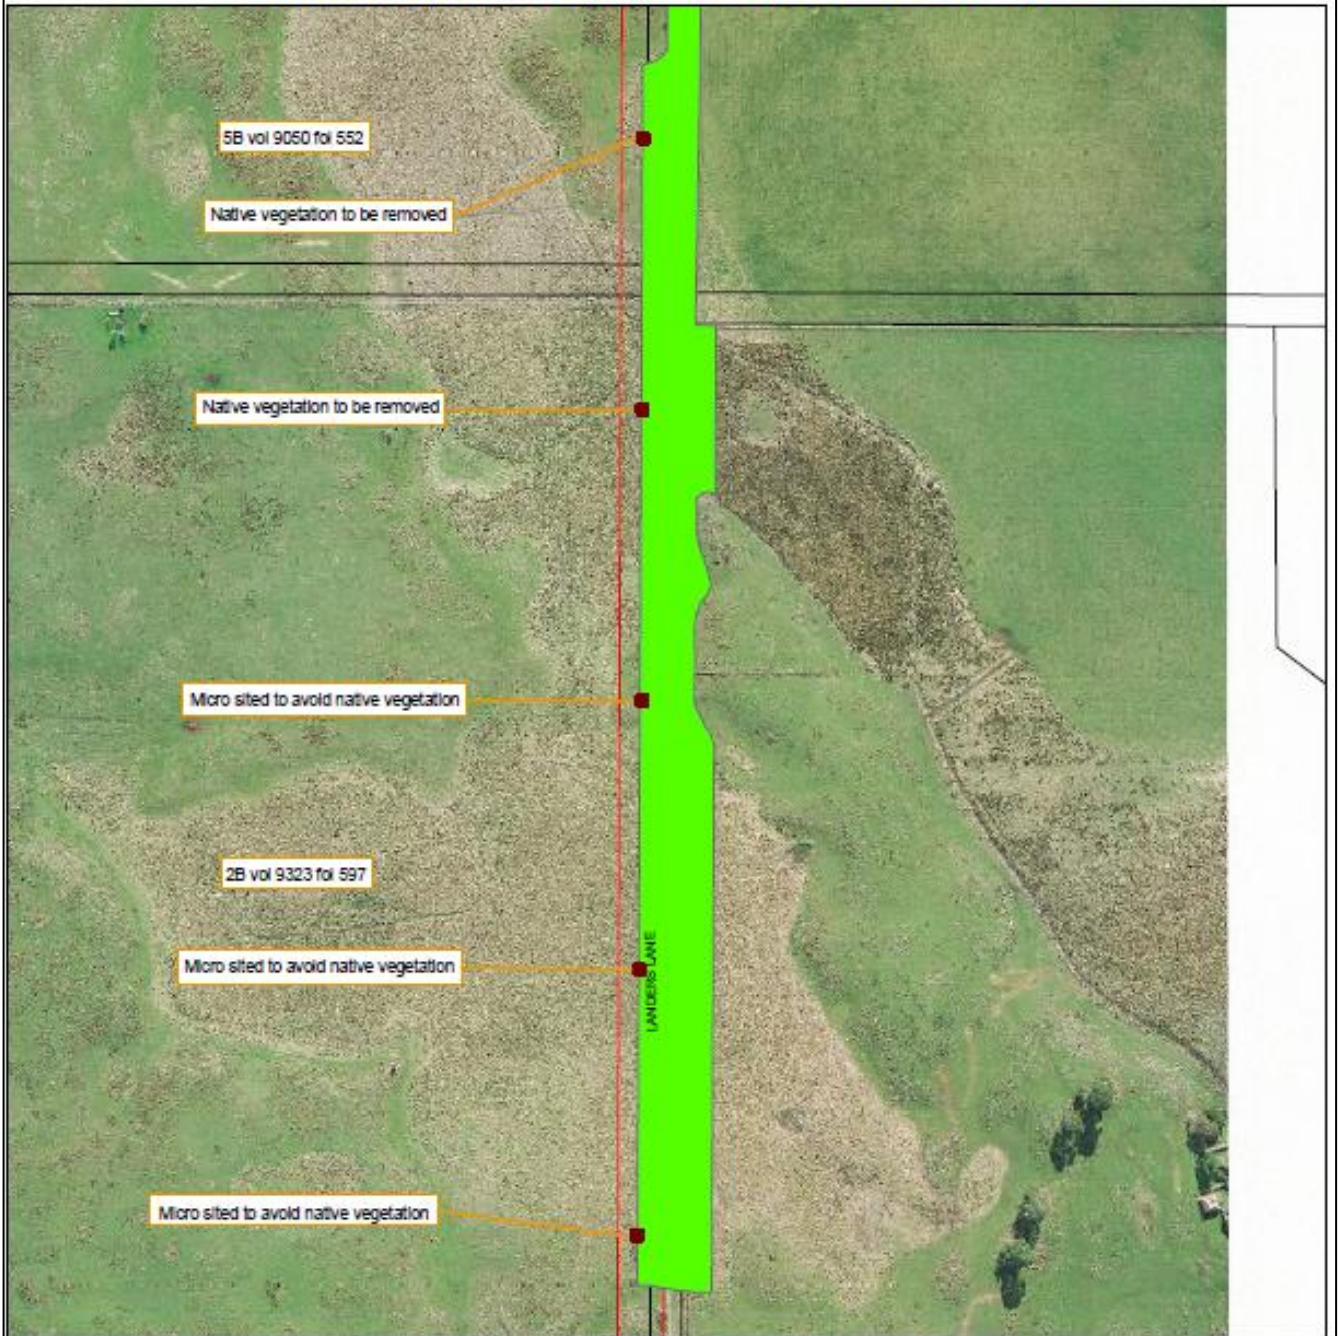 5B vol 9050 fol 552
Native vegetation to be removed
Native vegetation to be removed
Micro sited to avoid native vegetation
2B vol 9323 fol 597
Micro sited to avoid native vegetation
LANDERS LANE
Micro sited to avoid native vegetation